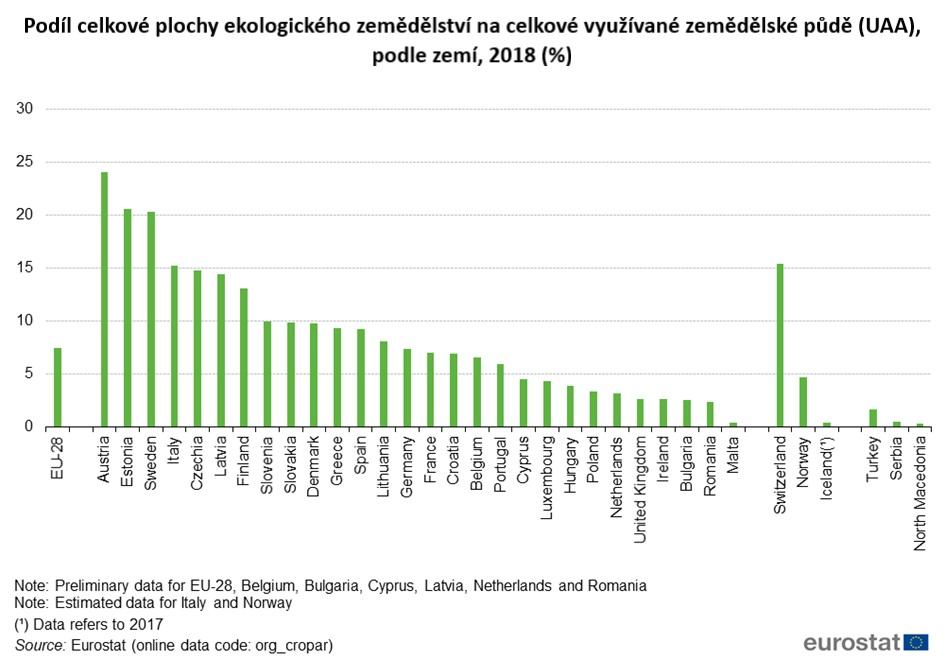 Podíl celkové plochy ekologického zemědělství na celkové využívané zemědělské půdě (UAA),
podle zemí, 2018 (%)
30
25
20
15
10
5
0
EU-28
Austria
Estonia
Sweden
Italy
Czechia
Latvia
Finland
Slovenia
Slovakia
Denmark
Greece
Spain
Lithuania
Germany
France
Croatia
Belgium
Portugal
Cyprus
Luxembourg
Hungary
Poland
Netherlands
United Kingdom
Ireland
Bulgaria
Romania
Malta
Switzerland
Norway
Iceland(¹)
Turkey
Serbia
North Macedonia
Note: Preliminary data for EU-28, Belgium, Bulgaria, Cyprus, Latvia, Netherlands and Romania
Note: Estimated data for Italy and Norway
(¹) Data refers to 2017
Source: Eurostat (online data code: org_cropar)
eurostat